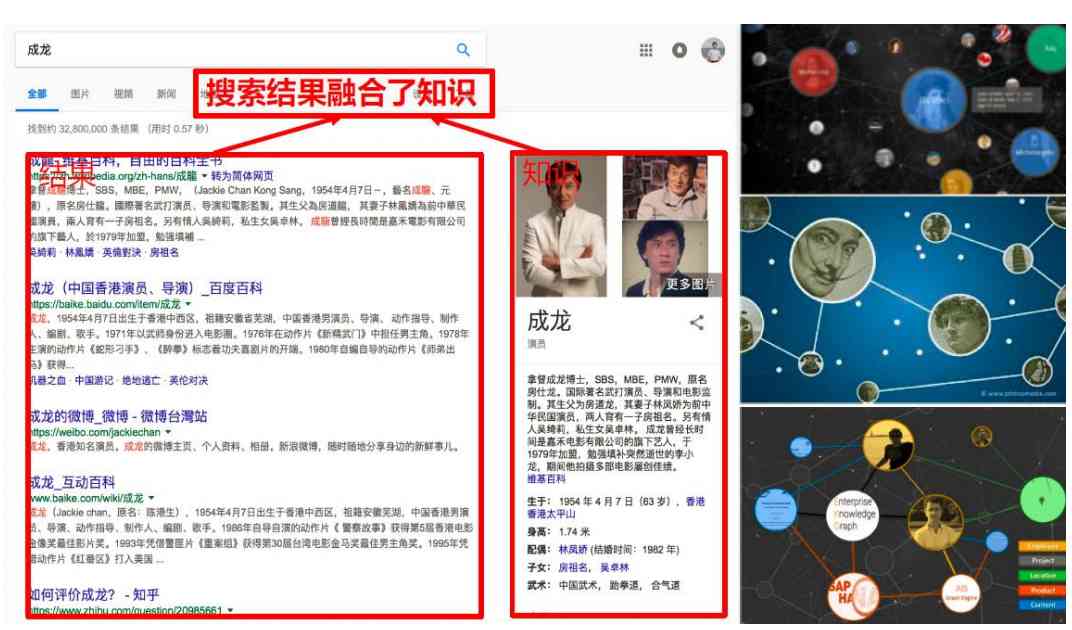 成龙
全部 图片 视频 新闻
搜索结果融合了知识
找到约 32,800,000 条结果 (用时 0.57 秒)
成龍-维基百科，自由的百科全书
结果
转为简体网页
拿督成龍博士，SBS，MBE，PMW，(Jackie Chan Kong Sang，1954年4月7日－，藝名成龍、元
，原名房仕龍。國際著名武打演員、导演和電影監製。其生父為房道龍，其妻子林鳳嬌為前中華民
國演員，兩人育有一子房祖名。另有情人吳綺莉，私生女吴卓林， 成龍曾經長時間是嘉禾電影有限公司
的旗下藝人，於1979年加盟，勉强填補 ...
吳綺莉 · 林鳳嬌 · 英倫對決 · 房祖名
成龙（中国香港演员、导演）_百度百科
https://baike.baidu.com/item/成龙
成龙，1954年4月7日出生于香港中西区，祖籍安徽省芜湖，中国香港男演员、导演、动作指导、制作
人、编剧、歌手。1971年以武师身份进入电影圈。1976年在动作片《新精武门》中担任男主角。1978年
主演的动作片《蛇形刁手》、《醉拳》标志着功夫喜剧片的开端。1980年自编自导的动作片《师弟出
马》获得...
机器之血 · 中国游记 · 绝地逃亡 · 英伦对决
成龙的微博_微博 - 微博台灣站
https://weibo.com/jackiechan
成龙，香港知名演员，成龙的微博主页、个人资料、相册，新浪微博，随时随地分享身边的新鲜事儿。
成龙_互动百科
www.baike.com/wiki/成龙
成龙（Jackie chan，原名：陈港生），1954年4月7日出生于香港中西区，祖籍安徽芜湖，中国香港男演
员、导演、动作指导、制作人、编剧、歌手。1986年自导自演的动作片《 警察故事》获得第5届香港电影
金像奖最佳影片奖。1993年凭借警匪片《重案组》获得第30届台湾电影金马奖最佳男主角奖。1995年凭
借动作片《红番区》打入美国 ...
如何评价成龙？ - 知乎
https://www.zhihu.com/question/20985661
知识
更多图片
成龙
演员
拿督成龙博士，SBS，MBE，PMW，原名
房仕龙。国际著名武打演员、导演和电影监
制。其生父为房道龙，其妻子林凤娇为前中
华民国演员，两人育有一子房祖名。另有情
人吴绮莉，私生女吴卓林， 成龙曾经长时
间是嘉禾电影有限公司的旗下艺人，于
1979年加盟，勉强填补突然逝世的李小
龙，期间他拍摄多部电影屡创佳绩。
维基百科
生于： 1954 年 4 月 7 日（63 岁），香港
香港太平山
身高： 1.74 米
配偶： 林凤娇 (结婚时间：1982 年)
子女： 房祖名， 吴卓林
武术： 中国武术， 跆拳道， 合气道
Enterprise
Knowledge
Graph
SAP
HA
AIS
Employee
Project
Location
Product
Content